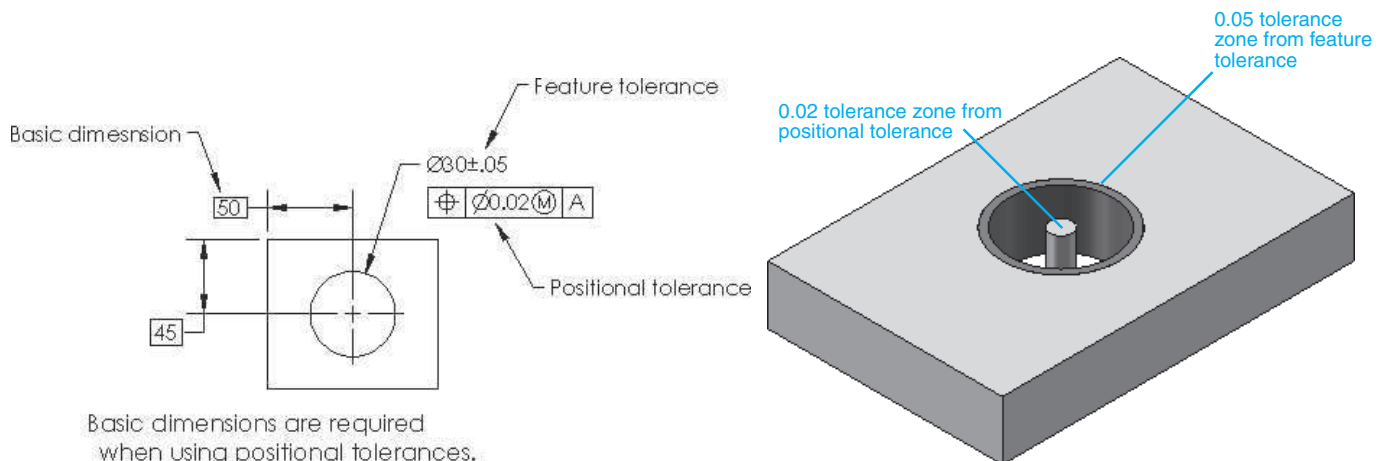 Feature tolerance
Basic dimesnsion
Ø30±.05
⌖ Ø0.02Ⓜ A
50
Positional tolerance
45
Basic dimensions are required
when using positional tolerances.
0.05 tolerance
zone from feature
tolerance
0.02 tolerance zone from
positional tolerance